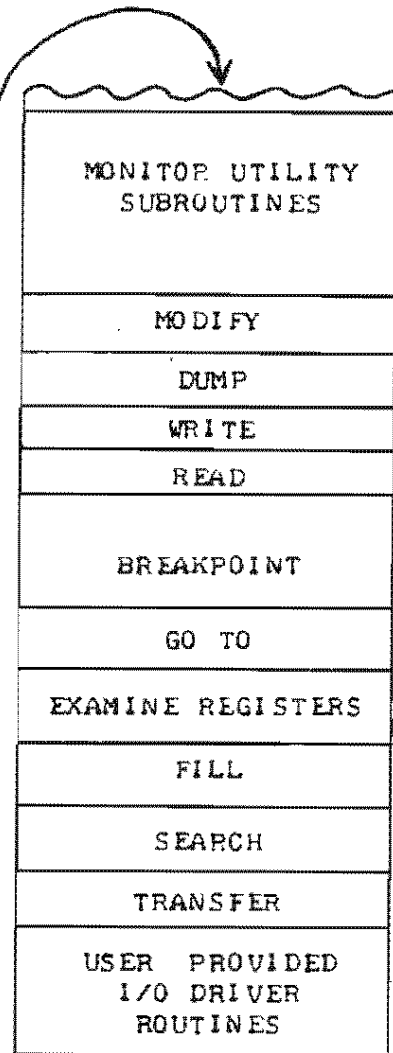 MONITOR UTILITY
SUBROUTINES
MODIFY
DUMP
WRITE
READ
BREAKPOINT
GO TO
EXAMINE REGISTERS
FILL
SEARCH
TRANSFER
USER PROVIDED
I/O DRIVER
ROUTINES